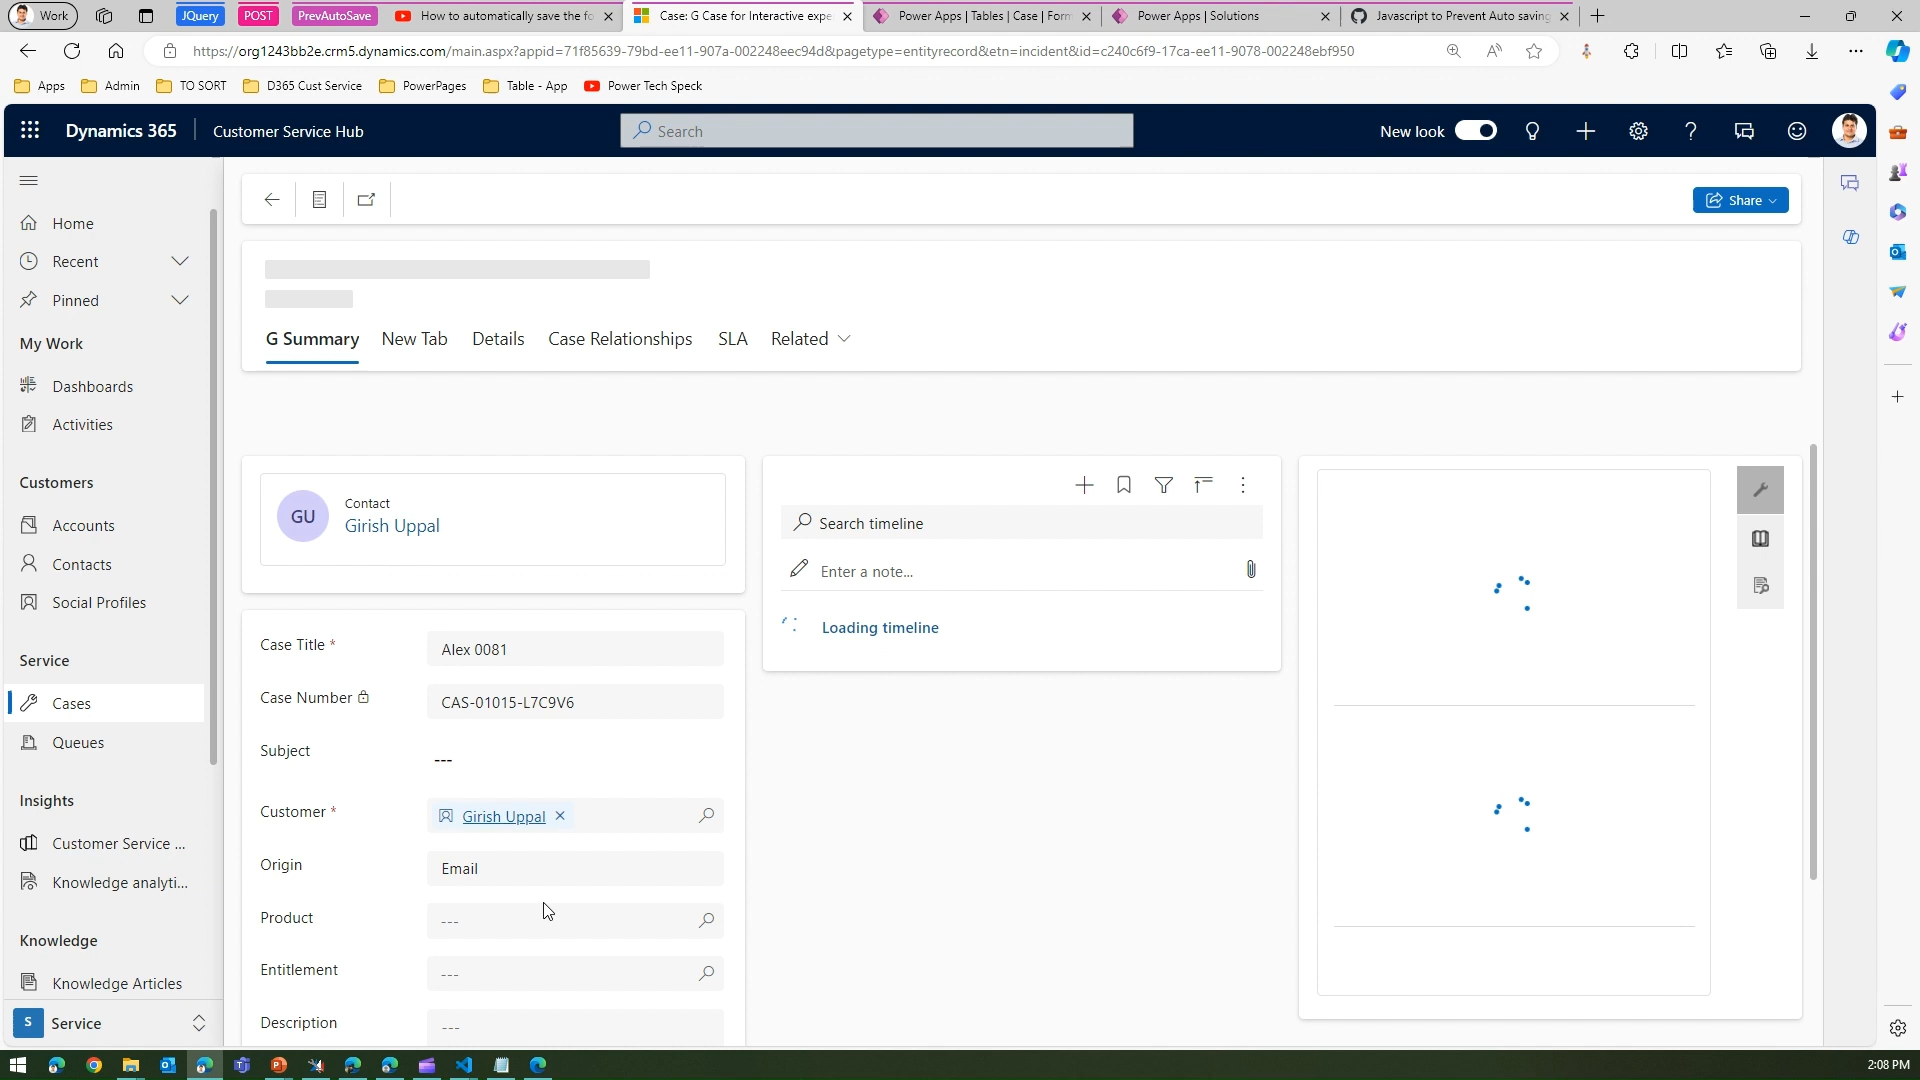 Work
JQuery
POST
PrevAutoSave
How to automatically save the fo
Case: G Case for Interactive expe
Power Apps | Tables | Case | Form
Power Apps | Solutions
Javascript to Prevent Auto saving
https://org1243bb2e.crm5.dynamics.com/main.aspx?appid=71f85639-79bd-ee11-907a-002248eec94d&pagetype=entityrecord&etn=incident&id=c240c6f9-17ca-ee11-9078-002248ebf950
Apps
Admin
TO SORT
D365 Cust Service
PowerPages
Table - App
Power Tech Speck
Dynamics 365
Customer Service Hub
Search
New look
Share
Home
Recent
Pinned
My Work
Dashboards
Activities
Customers
Accounts
Contacts
Social Profiles
Service
Cases
Queues
Insights
Customer Service ...
Knowledge analyti...
Knowledge
Knowledge Articles
S
Service
G Summary
New Tab
Details
Case Relationships
SLA
Related
GU
Contact
Girish Uppal
Case Title *
Alex 0081
Case Number
CAS-01015-L7C9V6
Subject
---
Customer *
Girish Uppal
Origin
Email
Product
---
Entitlement
---
Description
---
Search timeline
Enter a note...
Loading timeline
2:08 PM